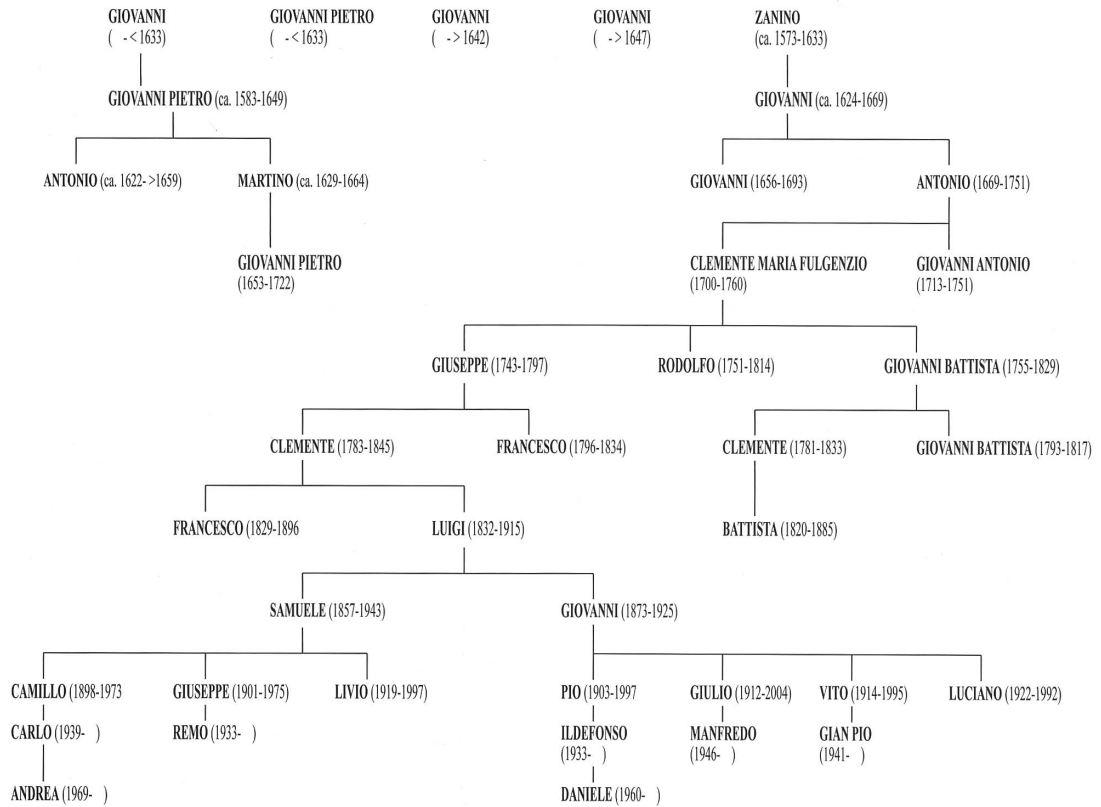 GIOVANNI
( -< 1633)
GIOVANNI PIETRO
( -< 1633)
GIOVANNI
( -> 1642)
GIOVANNI
( -> 1647)
ZANINO
(ca. 1573-1633)
GIOVANNI PIETRO (ca. 1583-1649)
GIOVANNI (ca. 1624-1669)
ANTONIO (ca. 1622- >1659)
MARTINO (ca. 1629-1664)
GIOVANNI (1656-1693)
ANTONIO (1669-1751)
GIOVANNI PIETRO
(1653-1722)
CLEMENTE MARIA FULGENZIO
(1700-1760)
GIOVANNI ANTONIO
(1713-1751)
GIUSEPPE (1743-1797)
RODOLFO (1751-1814)
GIOVANNI BATTISTA (1755-1829)
CLEMENTE (1783-1845)
FRANCESCO (1796-1834)
CLEMENTE (1781-1833)
GIOVANNI BATTISTA (1793-1817)
FRANCESCO (1829-1896
LUIGI (1832-1915)
BATTISTA (1820-1885)
SAMUELE (1857-1943)
GIOVANNI (1873-1925)
CAMILLO (1898-1973
GIUSEPPE (1901-1975)
LIVIO (1919-1997)
PIO (1903-1997
GIULIO (1912-2004)
VITO (1914-1995)
LUCIANO (1922-1992)
CARLO (1939- )
REMO (1933- )
ILDEFONSO
(1933- )
MANFREDO
(1946- )
GIAN PIO
(1941- )
ANDREA (1969- )
DANIELE (1960- )